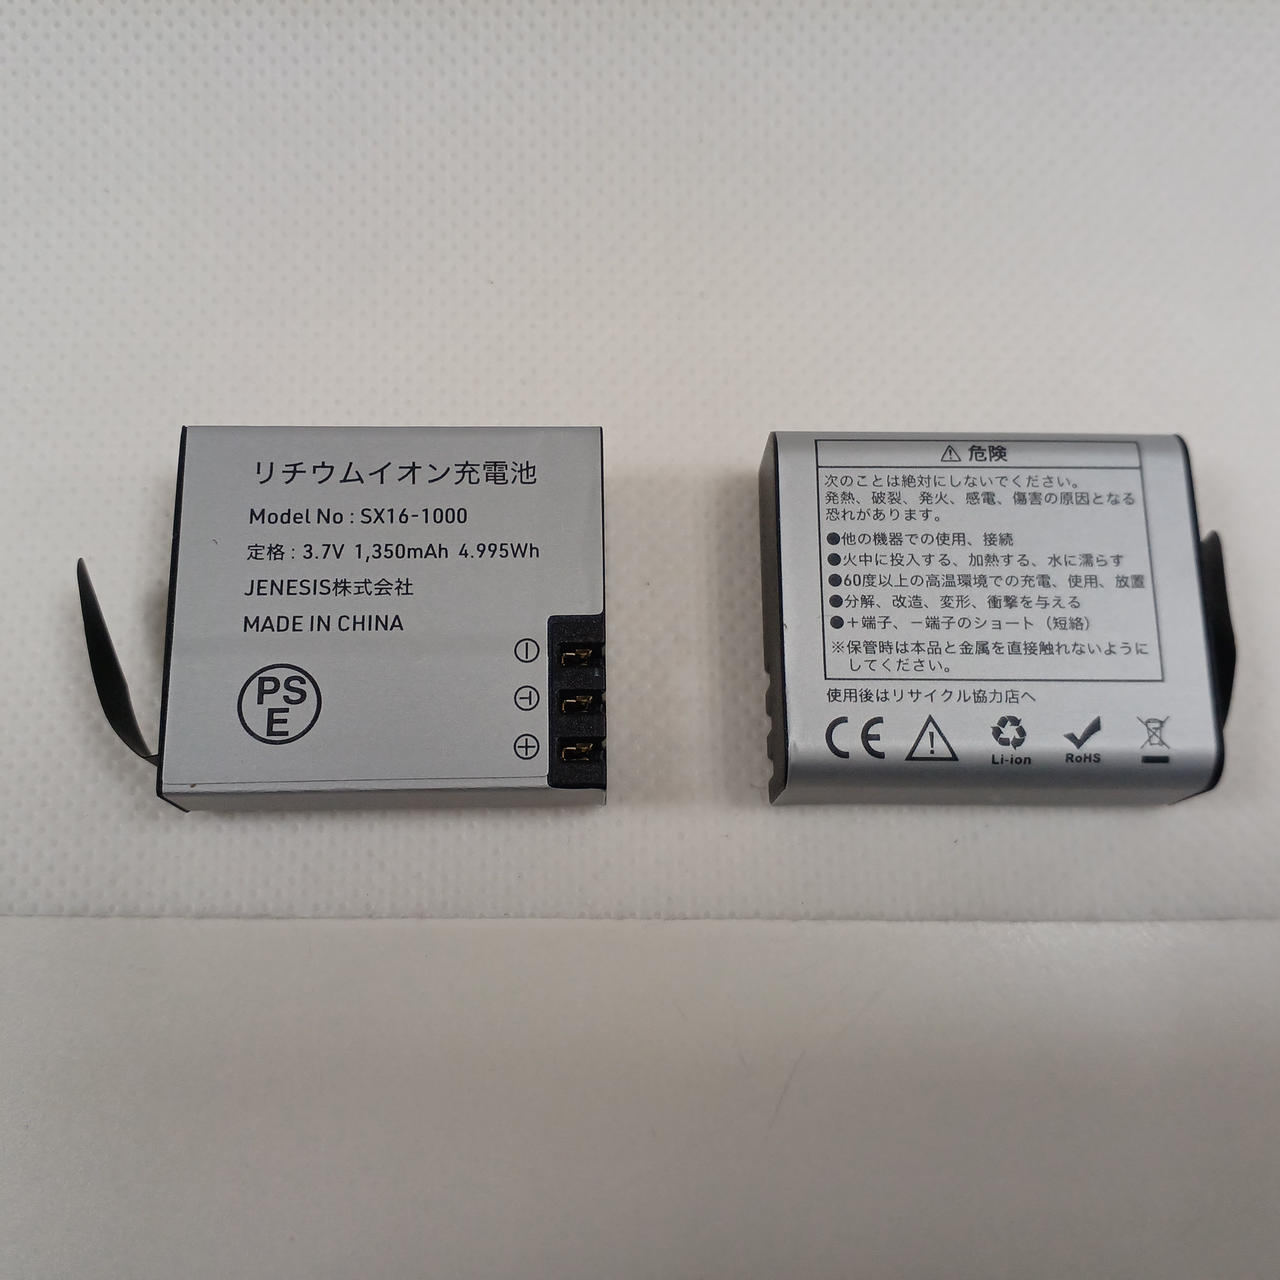 リチウムイオン充電池
Model No : SX16-1000
定格 : 3.7V 1,350mAh 4.995Wh
JENESIS株式会社
MADE IN CHINA
PS
E
⚠危険
次のことは絶対にしないでください。
発熱、破裂、発火、感電、傷害の原因となる
恐れがあります。
●他の機器での使用、接続
●火中に投入する、加熱する、水に濡らす
●60度以上の高温環境での充電、使用、放置
●分解、改造、変形、衝撃を与える
●+端子、-端子のショート（短絡）
※保管時は本品と金属を直接触れないように
してください。
使用後はリサイクル協力店へ
CE
Li-ion
RoHS